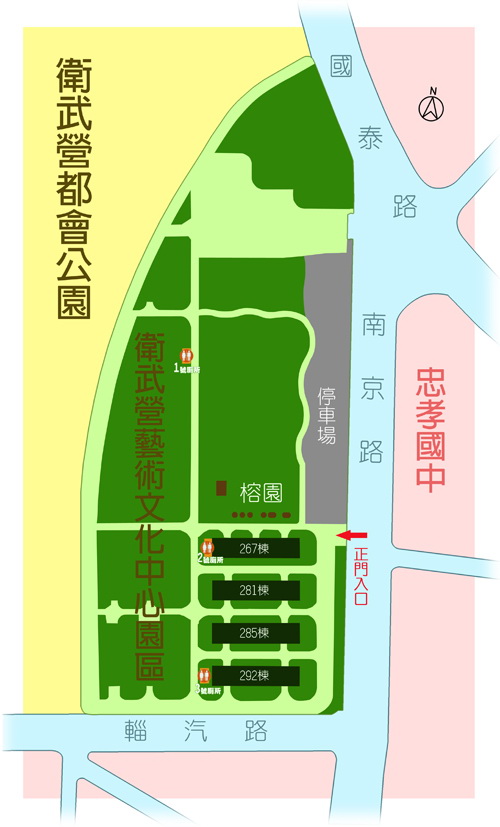 國泰路
N
衛武營都會公園
南京路
忠孝國中
衛武營藝術文化中心園區
1號廁所
停車場
榕園
正門入口
2號廁所
267棟
281棟
285棟
292棟
3號廁所
輜汽路